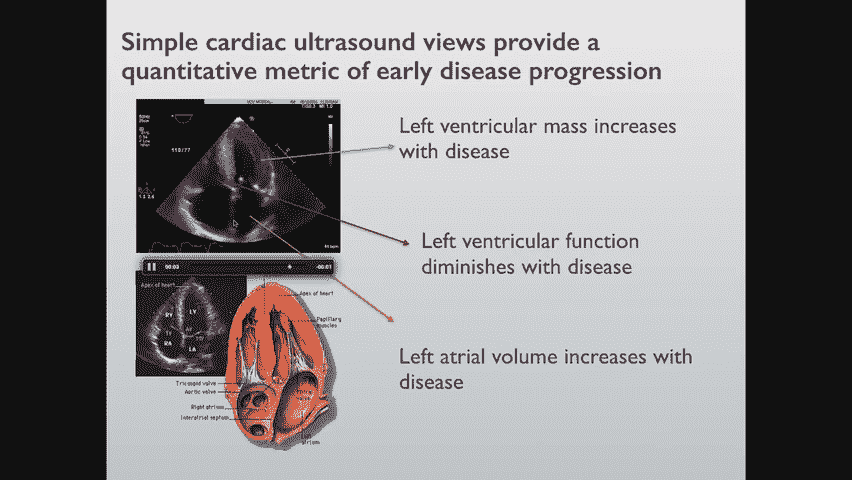 Simple cardiac ultrasound views provide a
quantitative metric of early disease progression
Left ventricular mass increases
with disease
118/77
Left ventricular function
diminishes with disease
00:03
-00:01
Apex of heart
RV
LV
RA
LA
Apex of heart
Papillary
muscles
Left atrial volume increases with
disease
Tricuspid valve
Aortic valve
Right atrium
Interatrial septum
Left
atrium